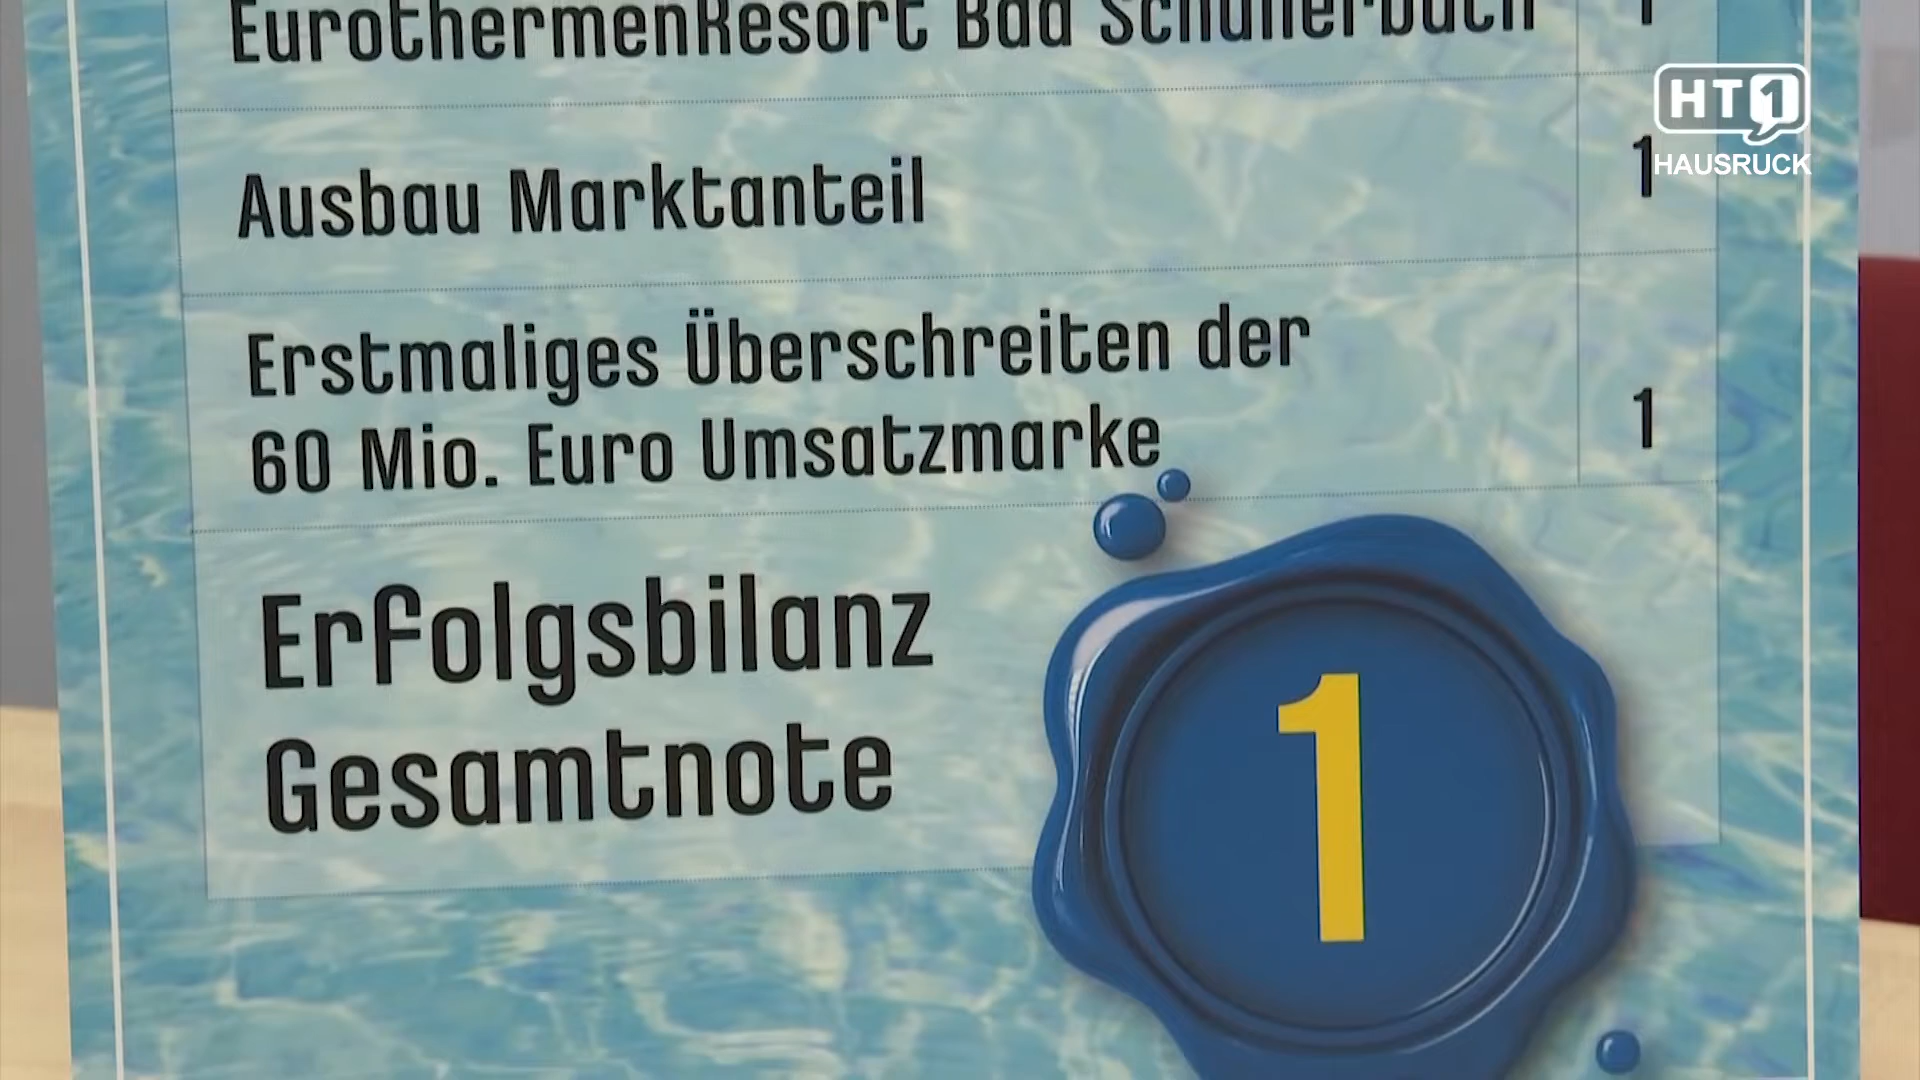 EurothermenResort Bad Schallerbach 1
HT1
HAUSRUCK
Ausbau Marktanteil 1
Erstmaliges Überschreiten der
60 Mio. Euro Umsatzmarke 1
Erfolgsbilanz
Gesamtnote
1